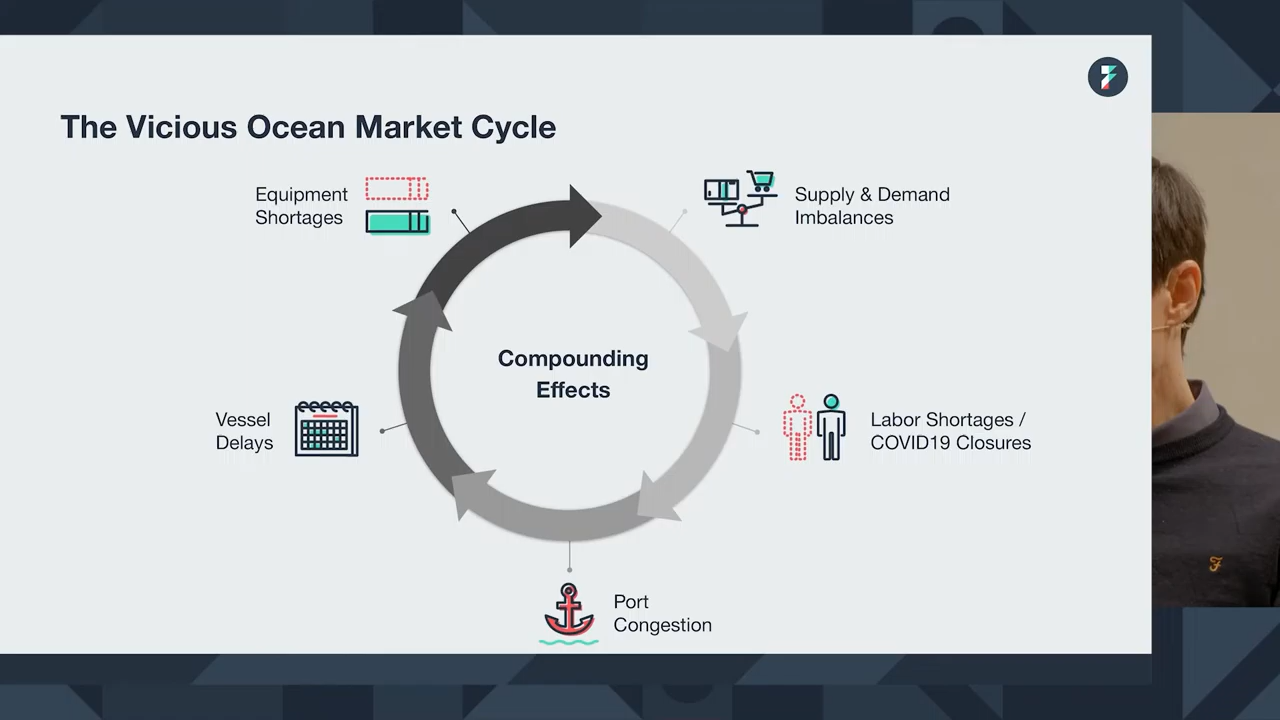 The Vicious Ocean Market Cycle
Equipment
Shortages
Supply & Demand
Imbalances
Compounding
Effects
Vessel
Delays
Labor Shortages /
COVID19 Closures
Port
Congestion